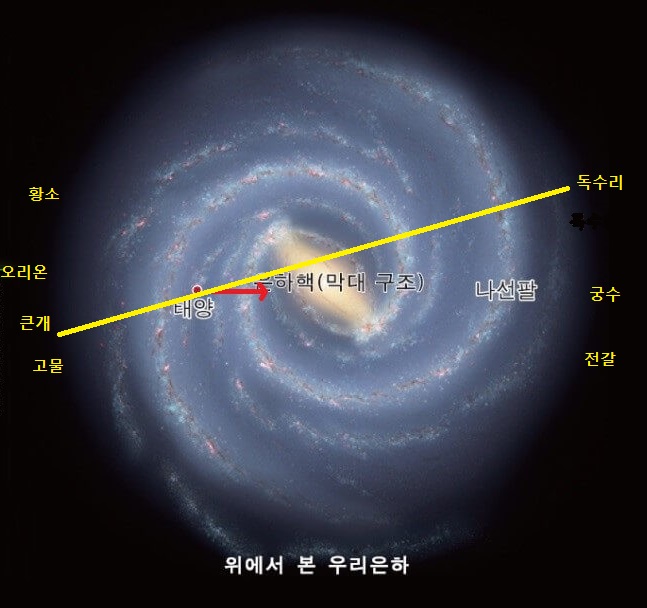 황소
독수리
오리온
은하핵(막대 구조)
나선팔
궁수
태양
큰개
고물
전갈
위에서 본 우리은하